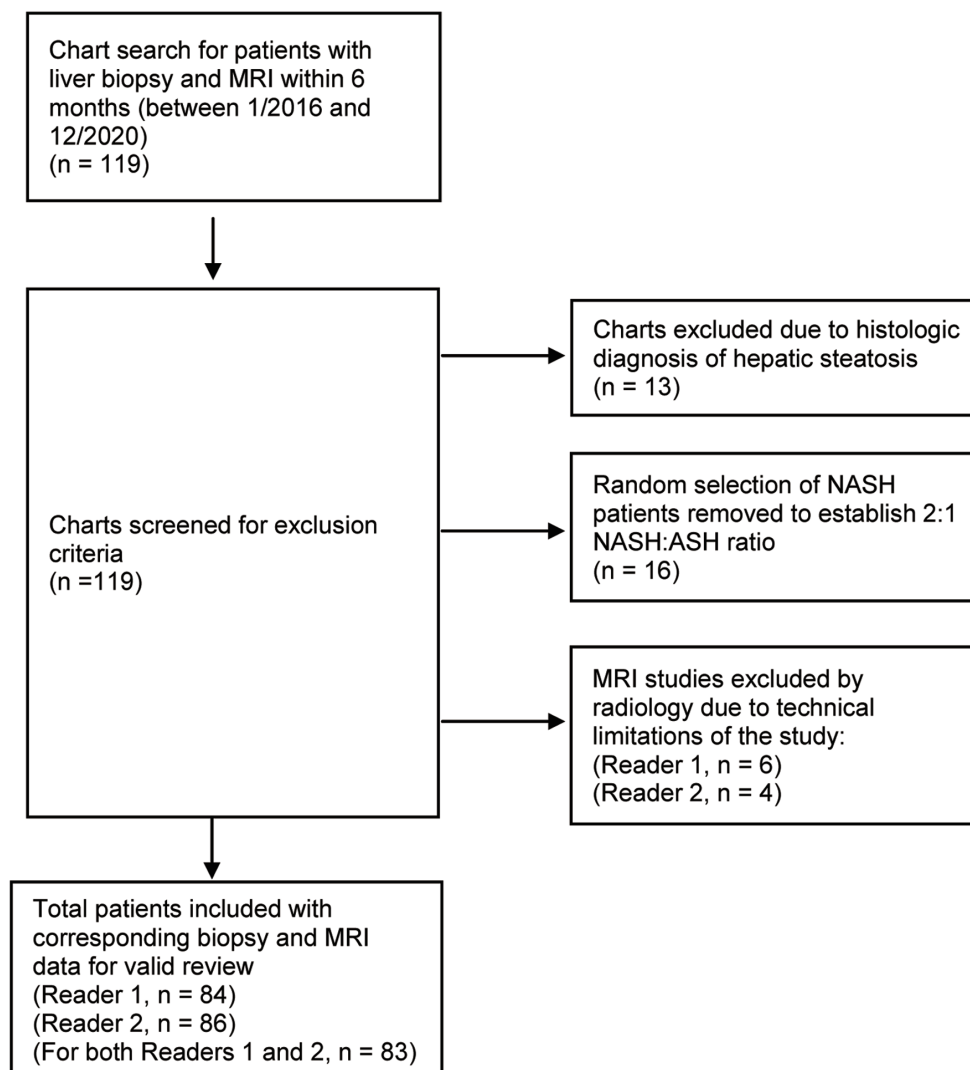 Chart search for patients with
liver biopsy and MRI within 6
months (between 1/2016 and
12/2020)
(n = 119)
Charts screened for exclusion
criteria
(n =119)
Charts excluded due to histologic
diagnosis of hepatic steatosis
(n = 13)
Random selection of NASH
patients removed to establish 2:1
NASH:ASH ratio
(n = 16)
MRI studies excluded by
radiology due to technical
limitations of the study:
(Reader 1, n = 6)
(Reader 2, n = 4)
Total patients included with
corresponding biopsy and MRI
data for valid review
(Reader 1, n = 84)
(Reader 2, n = 86)
(For both Readers 1 and 2, n = 83)